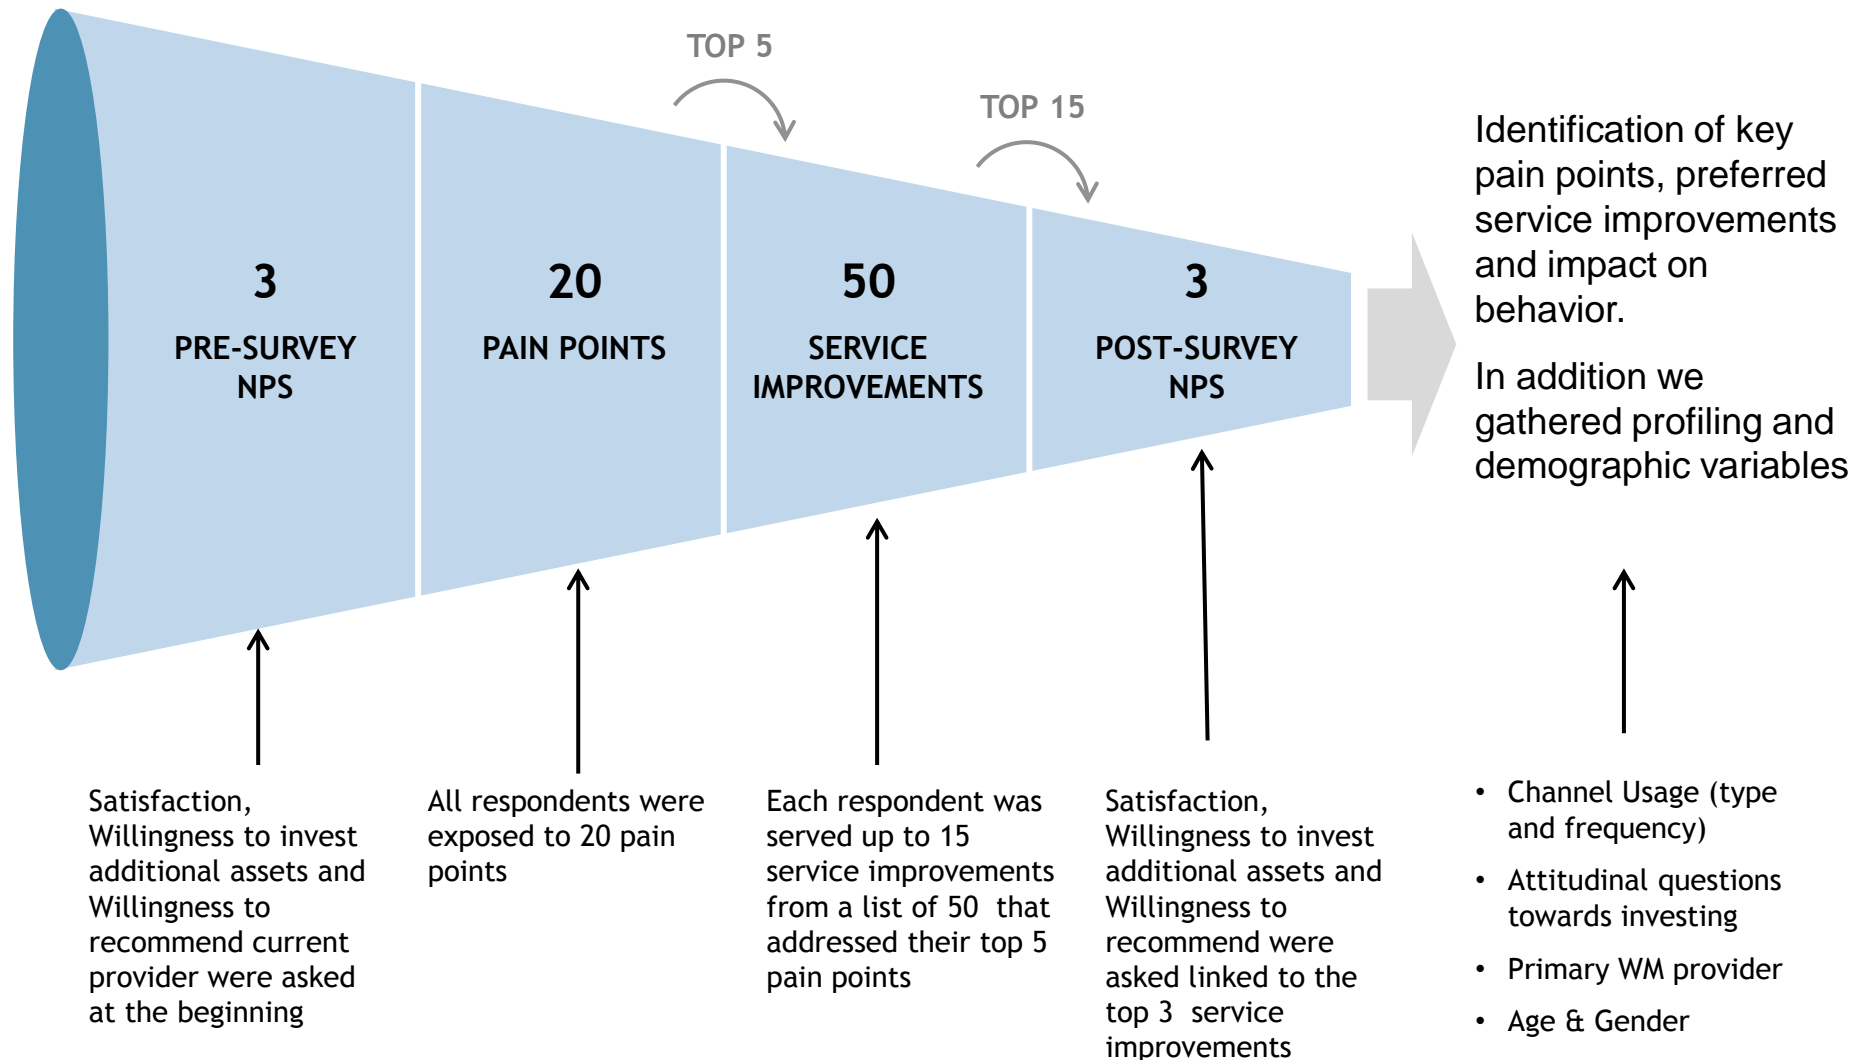 TOP 5
TOP 15
3
PRE-SURVEY
NPS
20
PAIN POINTS
50
SERVICE
IMPROVEMENTS
3
POST-SURVEY
NPS
Identification of key
pain points, preferred
service improvements
and impact on
behavior.
In addition we
gathered profiling and
demographic variables
Satisfaction,
Willingness to invest
additional assets and
Willingness to
recommend current
provider were asked
at the beginning
All respondents were
exposed to 20 pain
points
Each respondent was
served up to 15
service improvements
from a list of 50  that
addressed their top 5
pain points
Satisfaction,
Willingness to invest
additional assets and
Willingness to
recommend were
asked linked to the
top 3  service
improvements
• Channel Usage (type
and frequency)
• Attitudinal questions
towards investing
• Primary WM provider
• Age & Gender